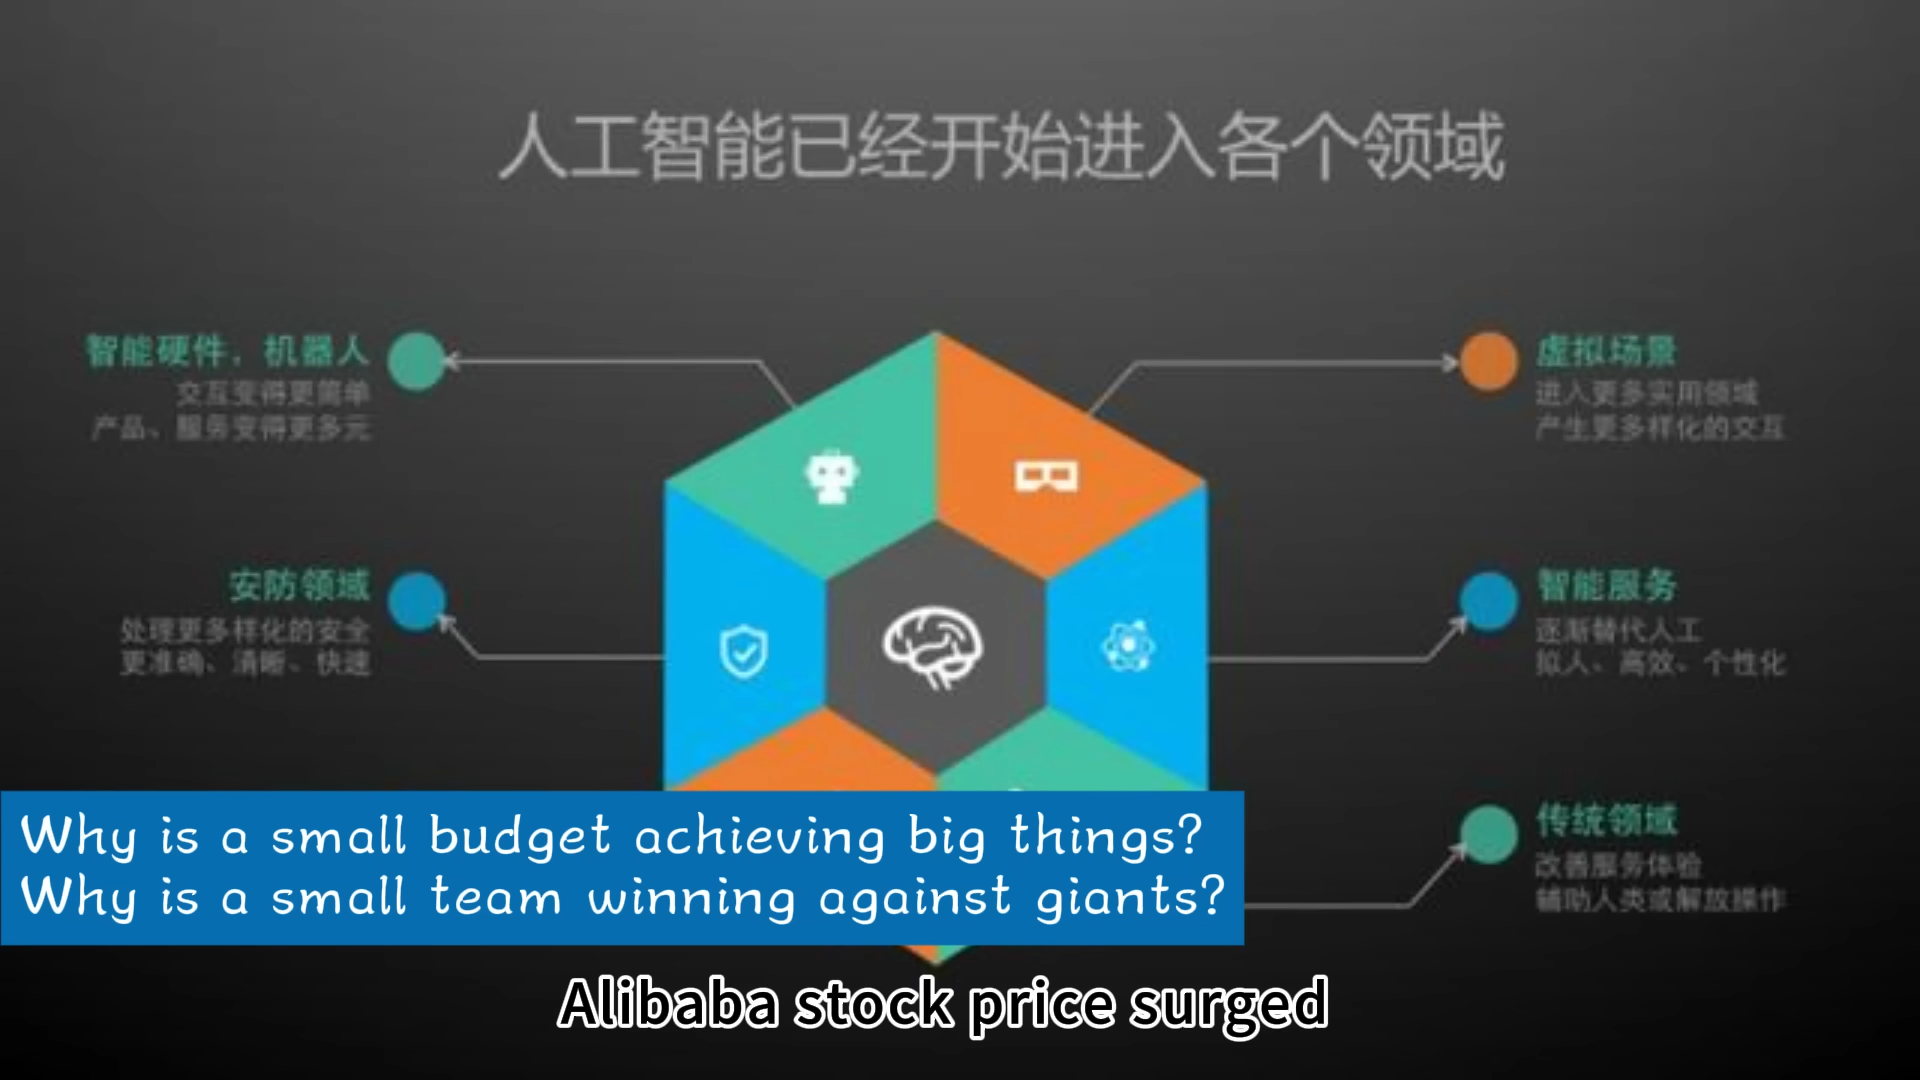 人工智能已经开始进入各个领域
智能硬件，机器人
交互变得更简单
产品、服务变得更多元
虚拟场景
进入更多实用领域
产生更多样化的交互
安防领域
处理更多样化的安全
更准确、清晰、快速
智能服务
逐渐替代人工
拟人、高效、个性化
传统领域
改善服务体验
辅助人类或解放操作
Why is a small budget achieving big things?
Why is a small team winning against giants?
Alibaba stock price surged